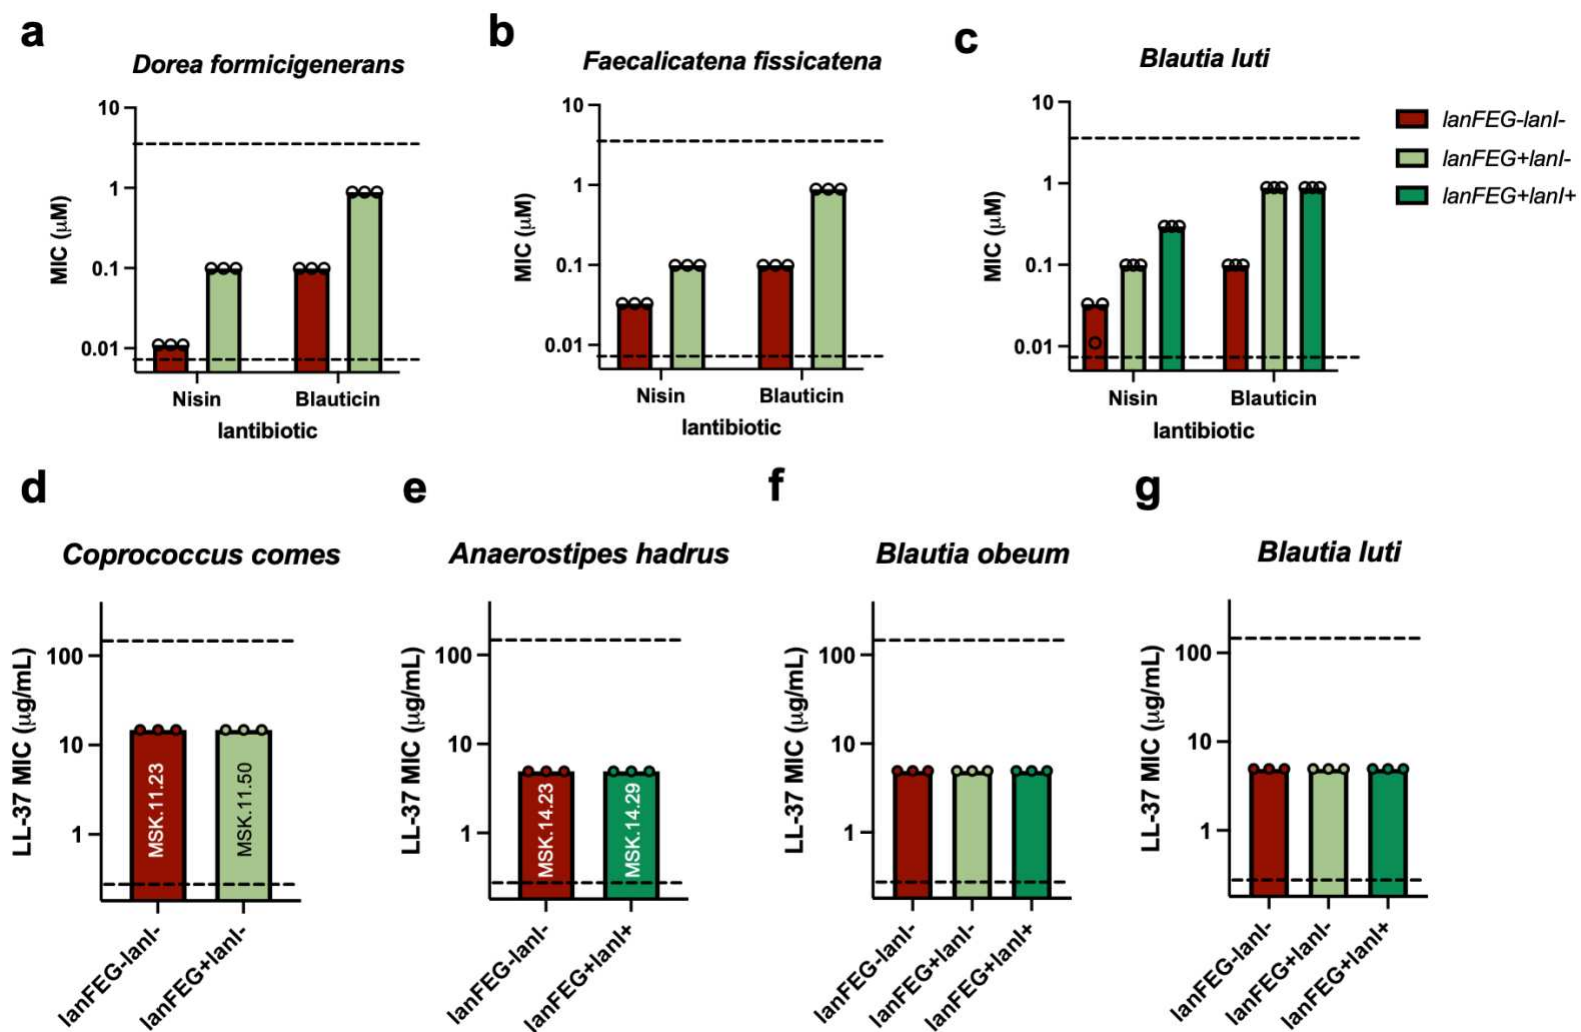 a
Dorea formicigenerans
MIC (μM)
10
1
0.1
0.01
Nisin Blauticin
lantibiotic
b
Faecalicatena fissicatena
MIC (μM)
10
1
0.1
0.01
Nisin Blauticin
lantibiotic
c
Blautia luti
MIC (μM)
10
1
0.1
0.01
Nisin Blauticin
lantibiotic
lanFEG-lanI-
lanFEG+lanI-
lanFEG+lanI+
d
Coprococcus comes
LL-37 MIC (μg/mL)
100
10
1
MSK.11.23
MSK.11.50
lanFEG-lanI-
lanFEG+lanI-
e
Anaerostipes hadrus
LL-37 MIC (μg/mL)
100
10
1
MSK.14.23
MSK.14.29
lanFEG-lanI-
lanFEG+lanI+
f
Blautia obeum
LL-37 MIC (μg/mL)
100
10
1
lanFEG-lanI-
lanFEG+lanI-
lanFEG+lanI+
g
Blautia luti
LL-37 MIC (μg/mL)
100
10
1
lanFEG-lanI-
lanFEG+lanI-
lanFEG+lanI+